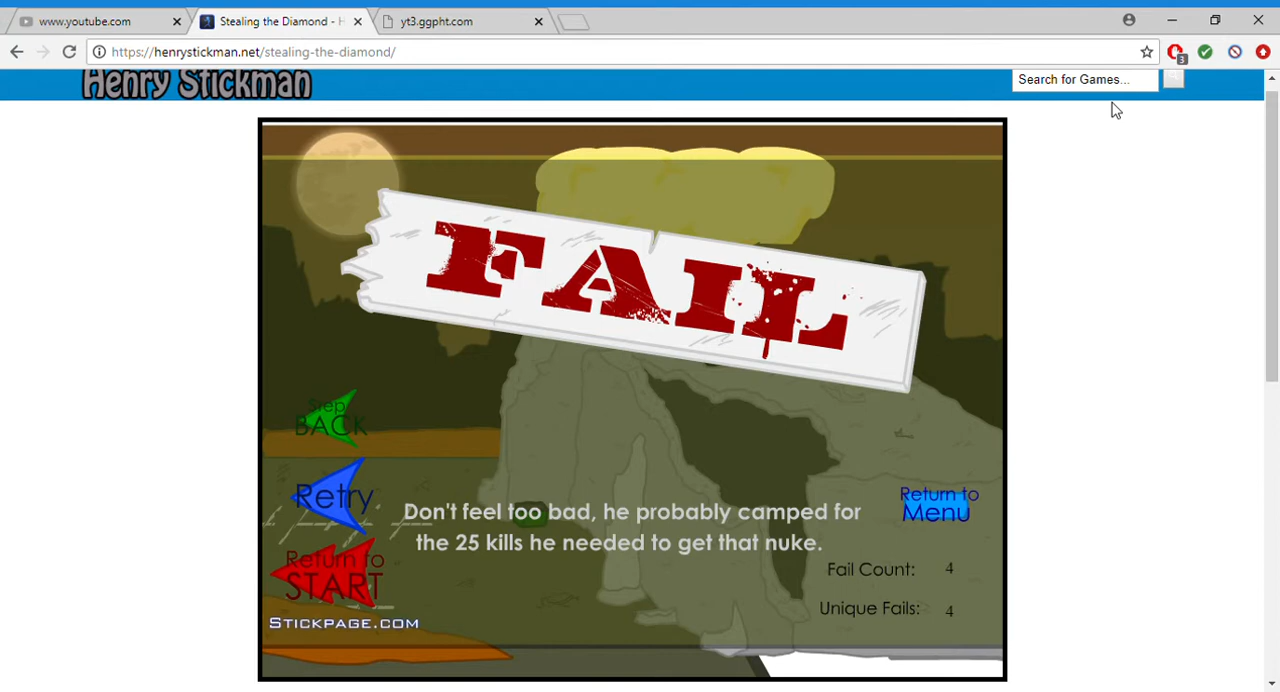 www.youtube.com
Stealing the Diamond - H
yt3.ggpht.com
https://henrystickman.net/stealing-the-diamond/
3
Henry Stickman
Search for Games...
FAIL
Step
BACK
Retry
Return to
START
Don't feel too bad, he probably camped for
the 25 kills he needed to get that nuke.
Return to
Menu
Fail Count: 4
Unique Fails: 4
STICKPAGE.COM